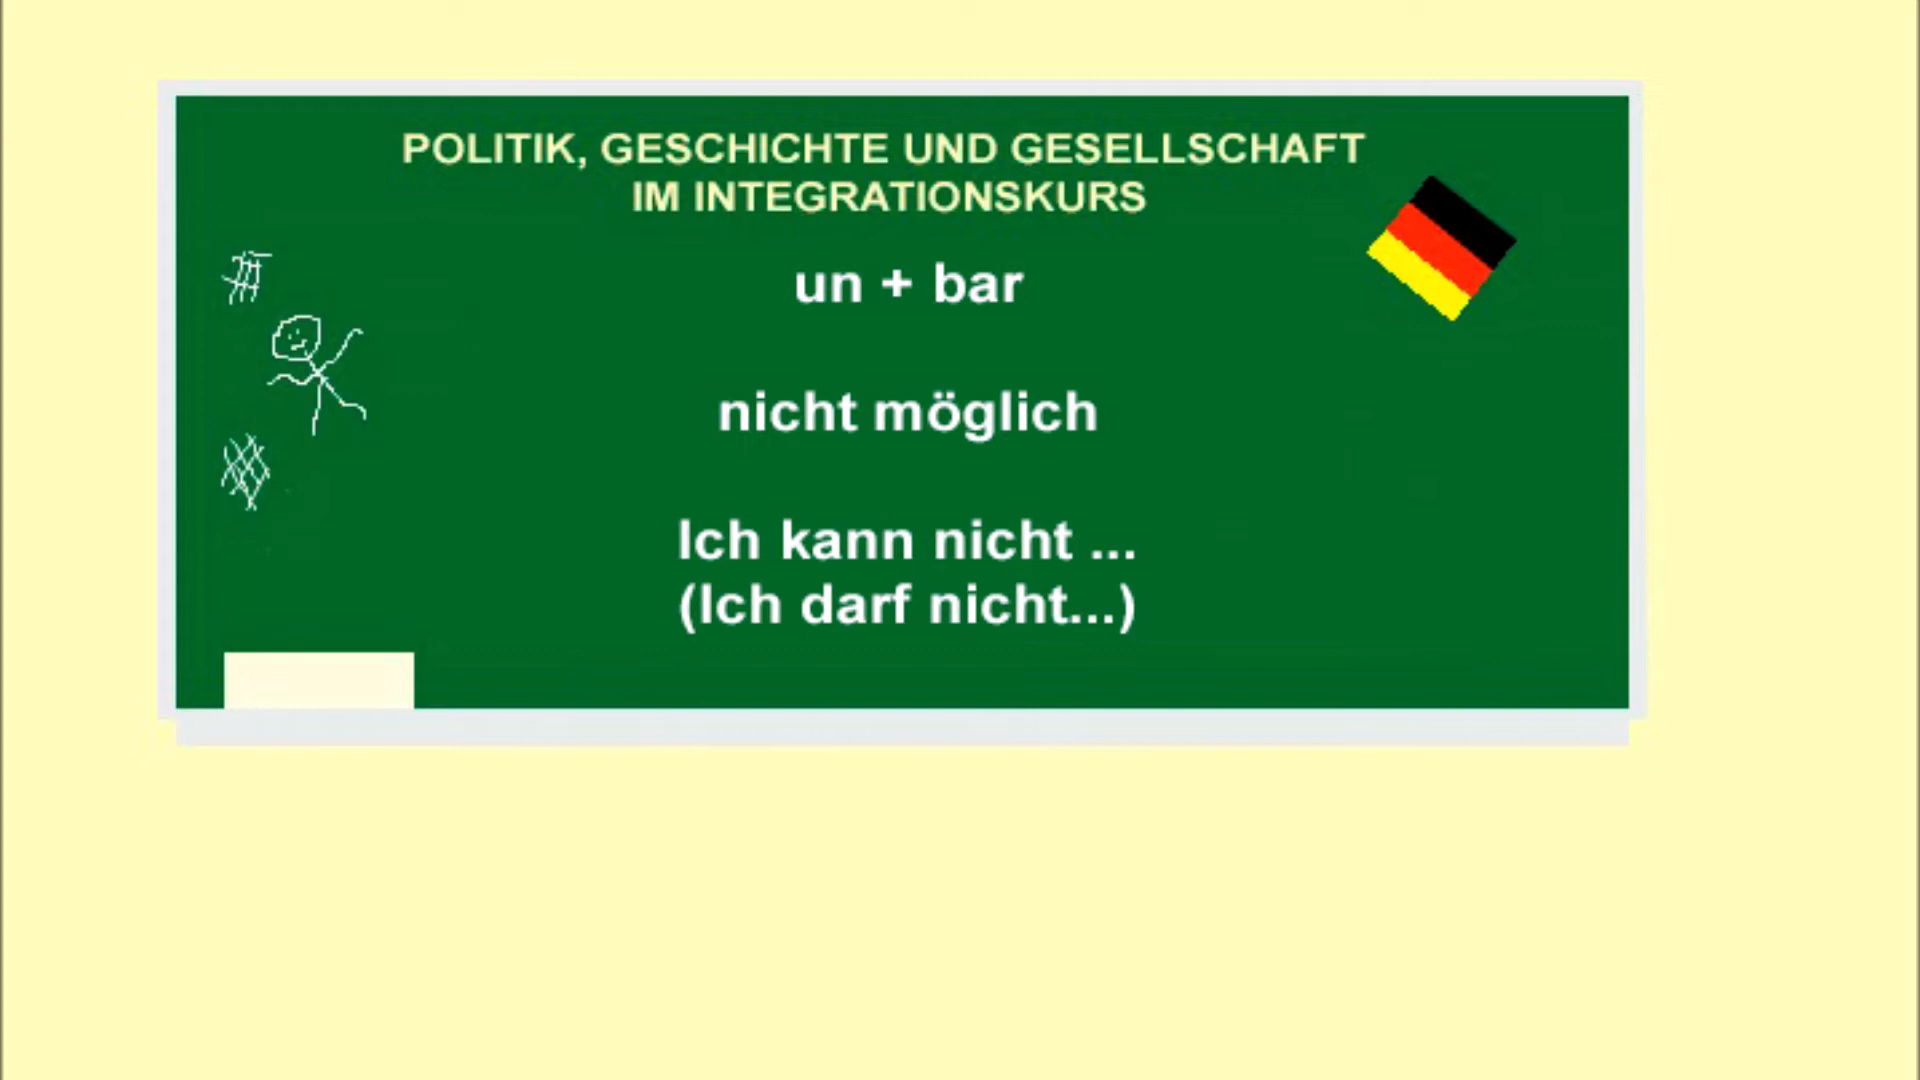 POLITIK, GESCHICHTE UND GESELLSCHAFT
IM INTEGRATIONSKURS
un + bar
nicht möglich
Ich kann nicht ...
(Ich darf nicht...)